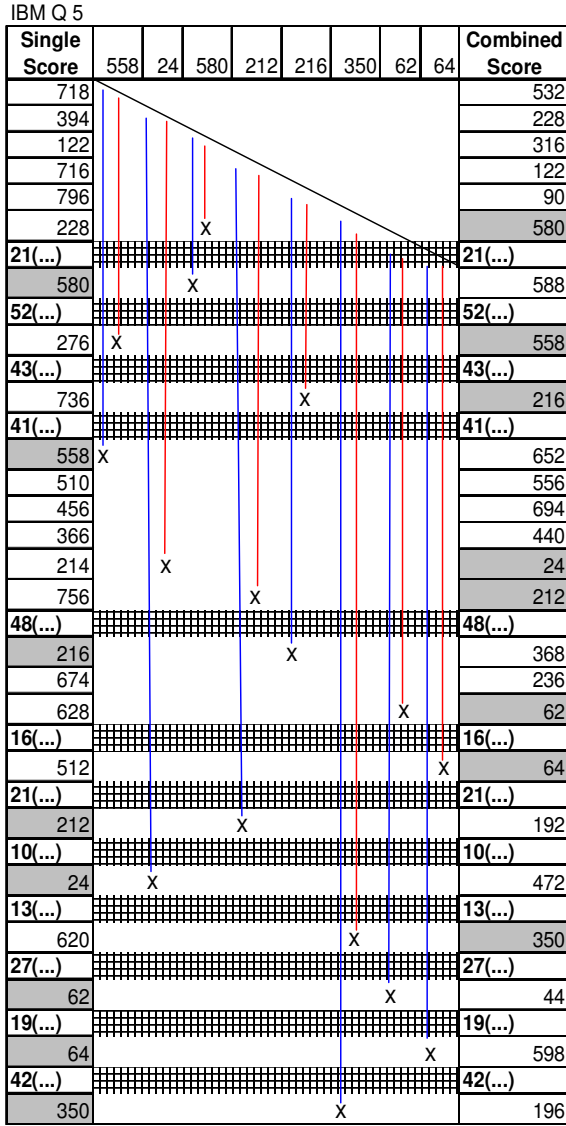 IBM Q 5
Single Score 558 24 580 212 216 350 62 64 Combined Score
718 532
394 228
122 316
716 122
796 90
228 X 580
21(...) 21(...)
580 X 588
52(...) 52(...)
276 X 558
43(...) 43(...)
736 X 216
41(...) 41(...)
558 X 652
510 556
456 694
366 440
214 X 24
756 X 212
48(...) 48(...)
216 X 368
674 236
628 X 62
16(...) 16(...)
512 X 64
21(...) 21(...)
212 X 192
10(...) 10(...)
24 X 472
13(...) 13(...)
620 X 350
27(...) 27(...)
62 X 44
19(...) 19(...)
64 X 598
42(...) 42(...)
350 X 196